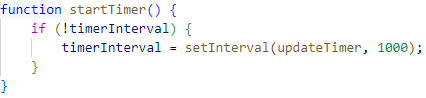 function startTimer() {
    if (!timerInterval) {
        timerInterval = setInterval(updateTimer, 1000);
    }
}